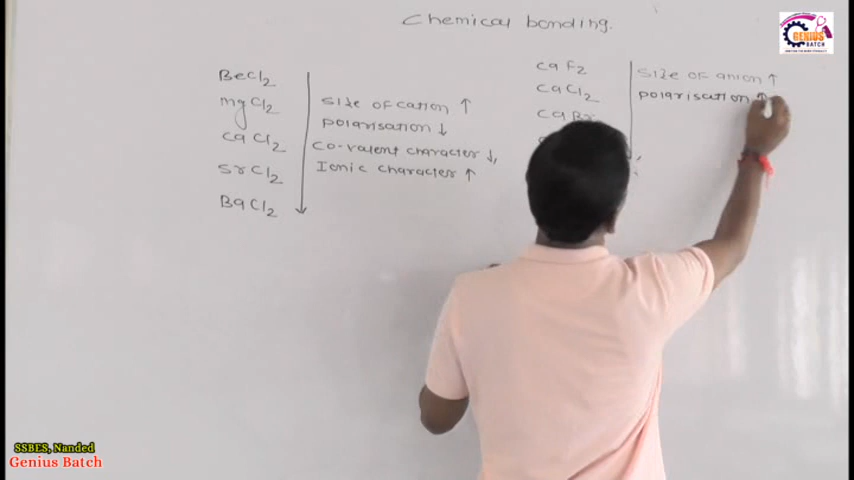 Chemical bonding.
BeCl2
mgCl2
CaCl2
SrCl2
BaCl2
Size of cation ↑
polarisation ↓
Co-valent character ↓,
Ionic character ↑
CaF2
CaCl2
CaBr
Size of anion ↑
polarisation ↑
GENIUS
BATCH
SSBES, Nanded
Genius Batch